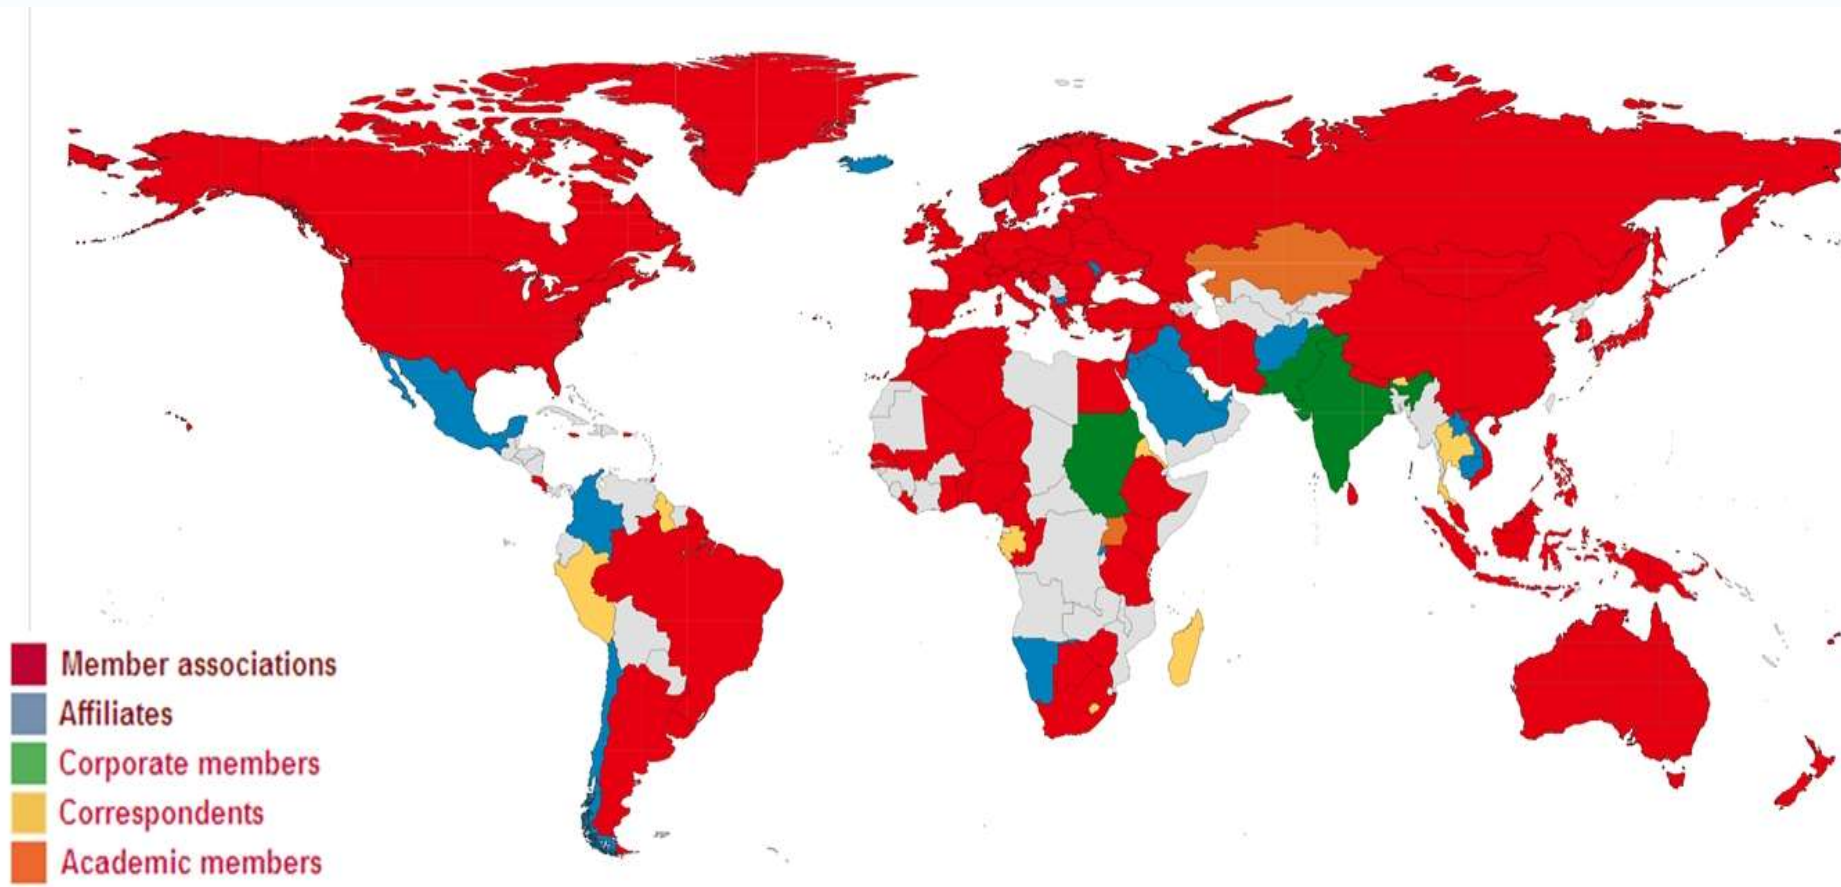 Member associations
Affiliates
Corporate members
Correspondents
Academic members